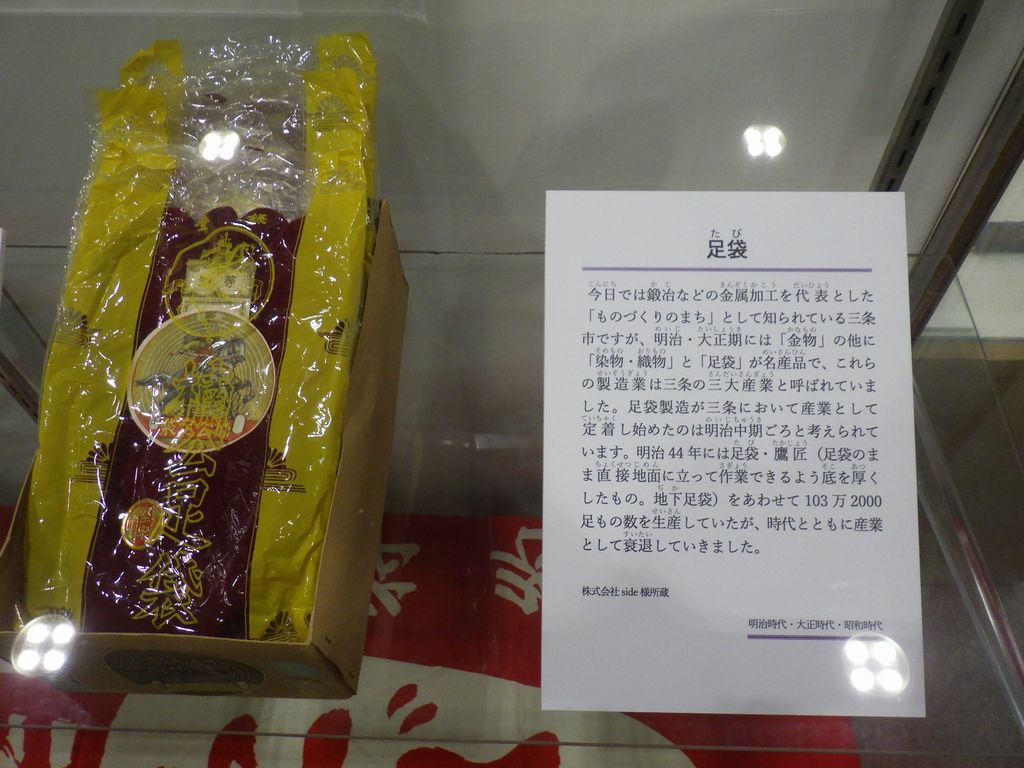 足袋
今日では鍛冶などの金属加工を代表とした
「ものづくりのまち」として知られている三条
市ですが、明治・大正期には「金物」の他に
「染物・織物」と「足袋」が名産品で、これら
の製造業は三条の三大産業と呼ばれていま
した。足袋製造が三条において産業として
定着し始めたのは明治中期ごろと考えられて
います。明治44年には足袋・鷹匠（足袋のま
ま直接地面に立って作業できるよう底を厚く
したもの。地下足袋）をあわせて103万2000
足もの数を生産していたが、時代とともに産業
として衰退していきました。
株式会社side様所蔵
明治時代・大正時代・昭和時代